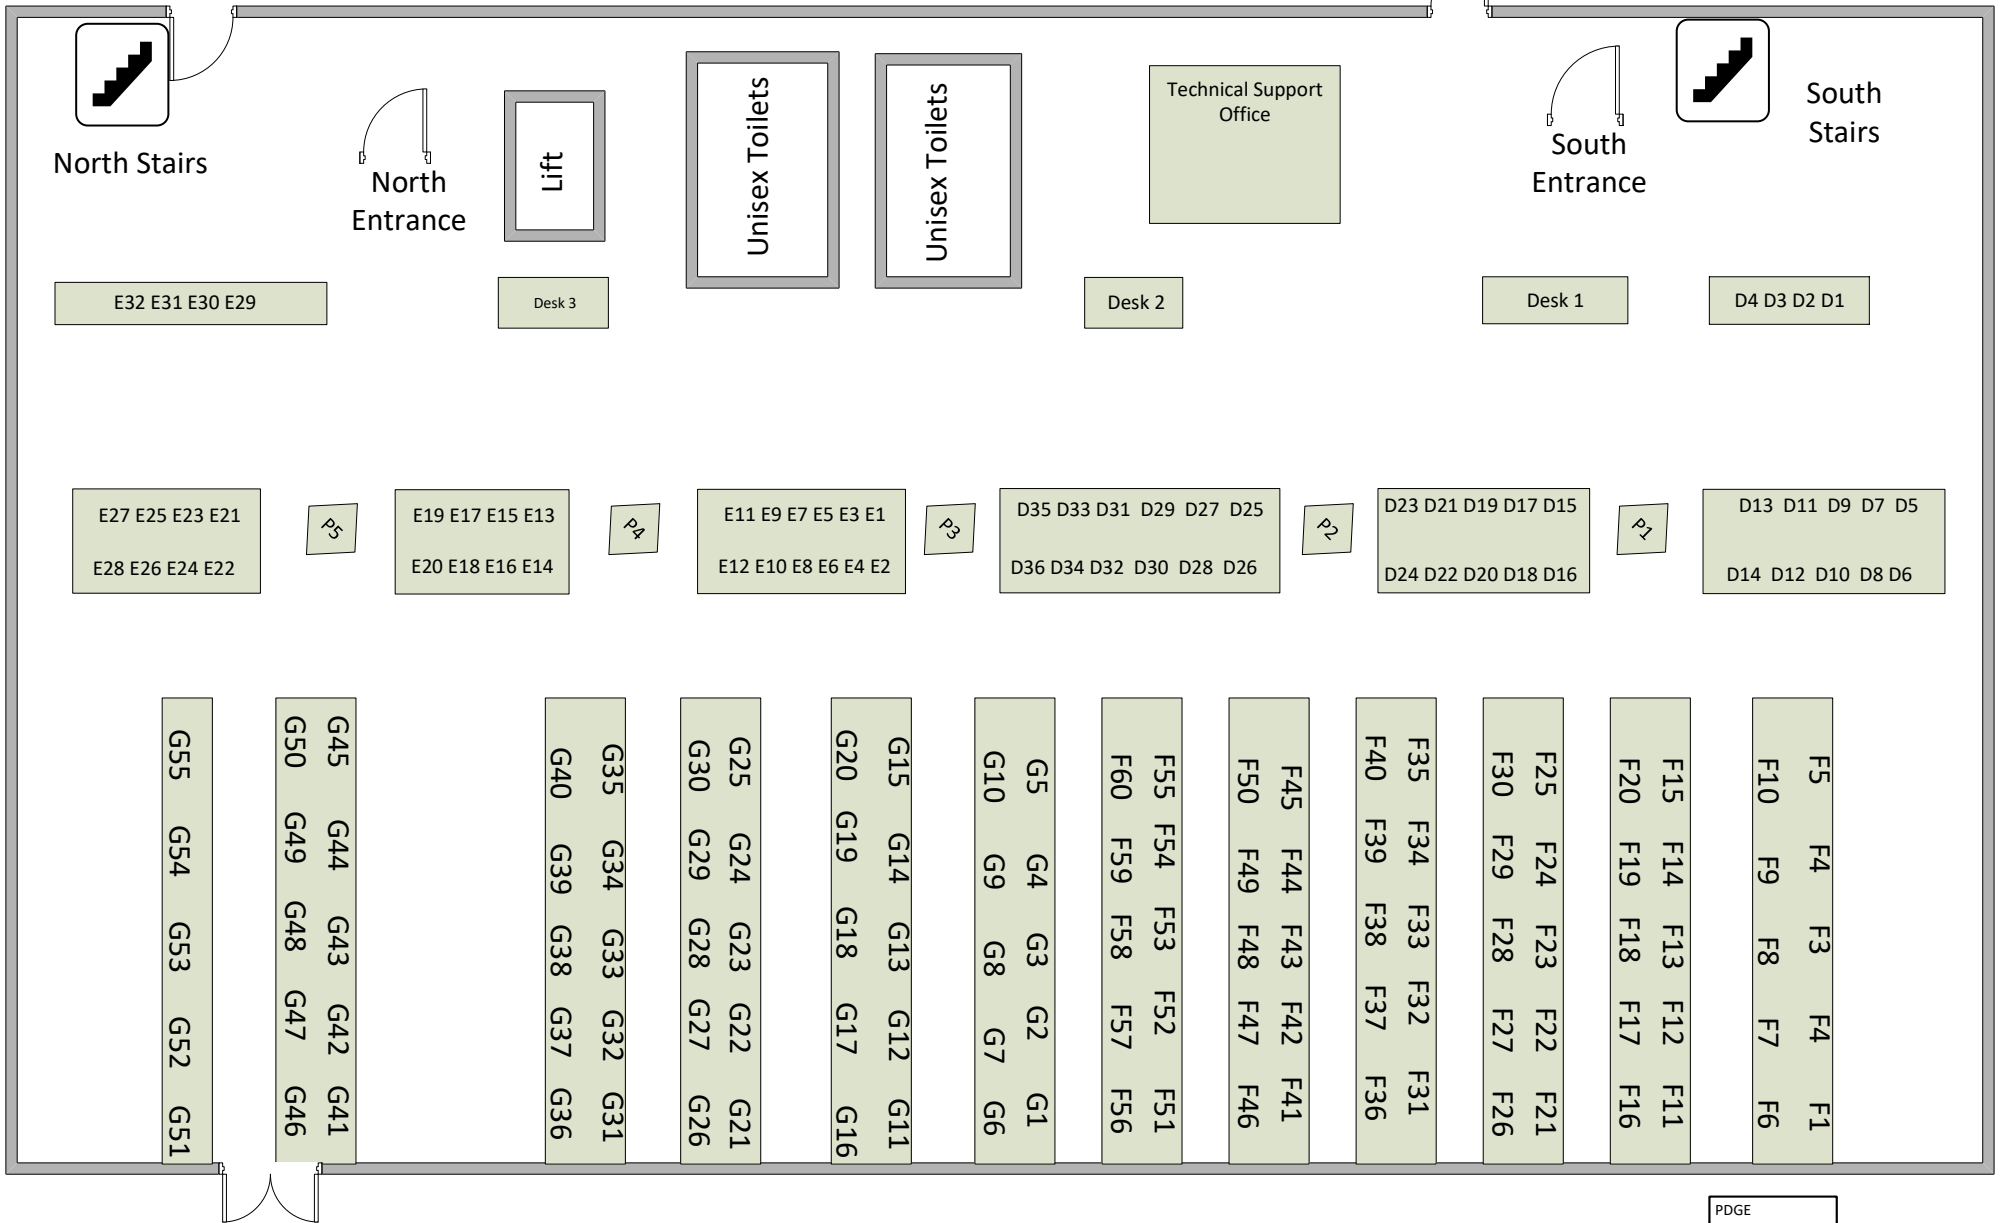 North Stairs
North
Entrance
Lift
Unisex Toilets
Unisex Toilets
Technical Support
Office
South
Entrance
South
Stairs
E32 E31 E30 E29
Desk 3
Desk 2
Desk 1
D4 D3 D2 D1
E27 E25 E23 E21
E28 E26 E24 E22
P5
E19 E17 E15 E13
E20 E18 E16 E14
P4
E11 E9 E7 E5 E3 E1
E12 E10 E8 E6 E4 E2
P3
D35 D33 D31 D29 D27 D25
D36 D34 D32 D30 D28 D26
P2
D23 D21 D19 D17 D15
D24 D22 D20 D18 D16
P1
D13 D11 D9 D7 D5
D14 D12 D10 D8 D6
G55 G54 G53 G52 G51
G50 G49 G48 G47 G46
G45 G44 G43 G42 G41
G40 G39 G38 G37 G36
G35 G34 G33 G32 G31
G30 G29 G28 G27 G26
G25 G24 G23 G22 G21
G20 G19 G18 G17 G16
G15 G14 G13 G12 G11
G10 G9 G8 G7 G6
G5 G4 G3 G2 G1
F60 F59 F58 F57 F56
F55 F54 F53 F52 F51
F50 F49 F48 F47 F46
F45 F44 F43 F42 F41
F40 F39 F38 F37 F36
F35 F34 F33 F32 F31
F30 F29 F28 F27 F26
F25 F24 F23 F22 F21
F20 F19 F18 F17 F16
F15 F14 F13 F12 F11
F10 F9 F8 F7 F6
F5 F4 F3 F4 F1
PDGE